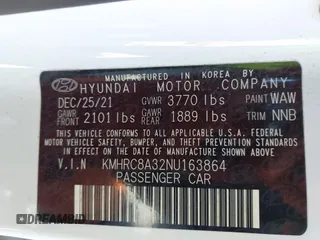 MANUFACTURED IN KOREA BY
HYUNDAI MOTOR COMPANY
DEC/25/21 GVWR 3770 lbs PAINT WAW
GAWR FRONT 2101 lbs GAWR REAR 1889 lbs TRIM NNB
THIS VEHICLE CONFORMS TO ALL APPLICABLE
U.S. FEDERAL MOTOR VEHICLE SAFETY, BUMPER,
AND THEFT PREVENTION STANDARDS IN EFFECT
ON THE DATE OF MANUFACTURE SHOWN ABOVE.
V.I.N KMHRC8A32NU163864
PASSENGER CAR
DREAMBID.COM